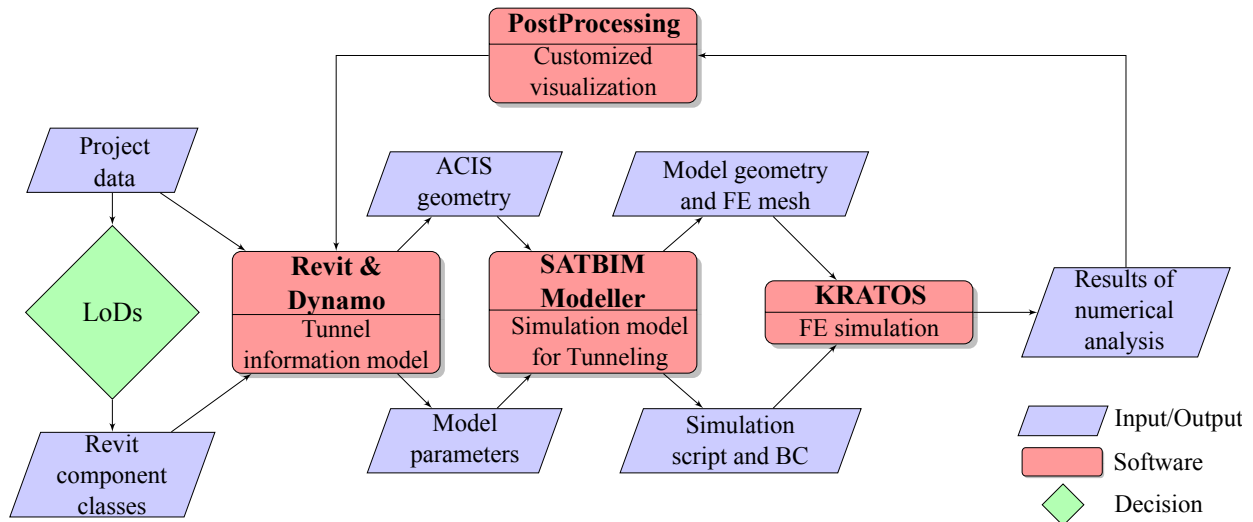 PostProcessing
Customized
visualization
Project
data
ACIS
geometry
Model geometry
and FE mesh
Revit &
Dynamo
Tunnel
information model
SATBIM
Modeller
Simulation model
for Tunneling
KRATOS
FE simulation
Results of
numerical
analysis
LoDs
Revit
component
classes
Model
parameters
Simulation
script and BC
Input/Output
Software
Decision